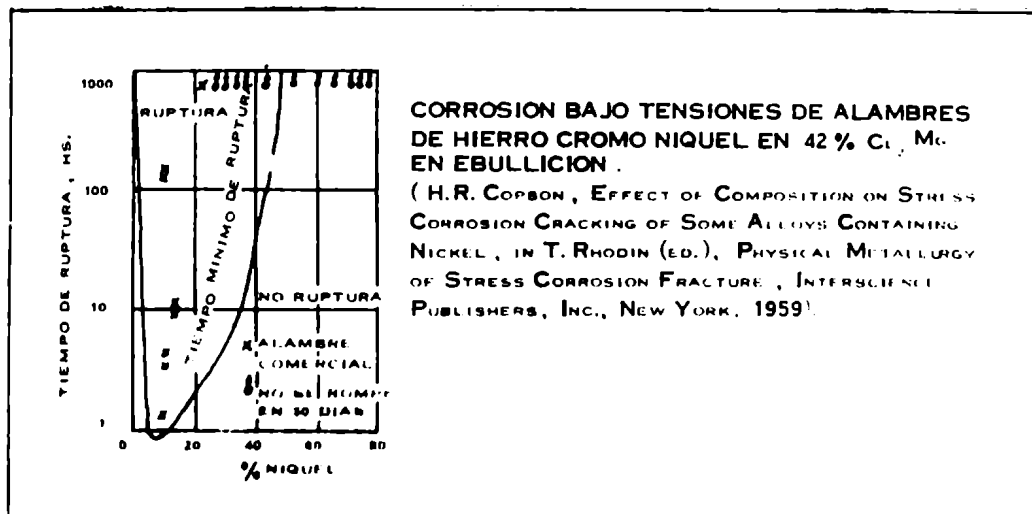 1000
RUPTURA
100
10
1
TIEMPO DE RUPTURA, HS.
TIEMPO MINIMO DE RUPTURA
NO RUPTURA
x ALAMBRE
COMERCIAL
NO SE ROMPE
EN 30 DIAS
0 20 40 60 80
% NIQUEL
CORROSION BAJO TENSIONES DE ALAMBRES
DE HIERRO CROMO NIQUEL EN 42 %
EN EBULLICION.
(H.R. COPSON, EFFECT OF COMPOSITION ON STRESS
CORROSION CRACKING OF SOME ALLOYS CONTAINING
NICKEL, IN T. RHODIN (ED.), PHYSICAL METALLURGY
OF STRESS CORROSION FRACTURE, INTERSCIENCE
PUBLISHERS, INC., NEW YORK, 1959)